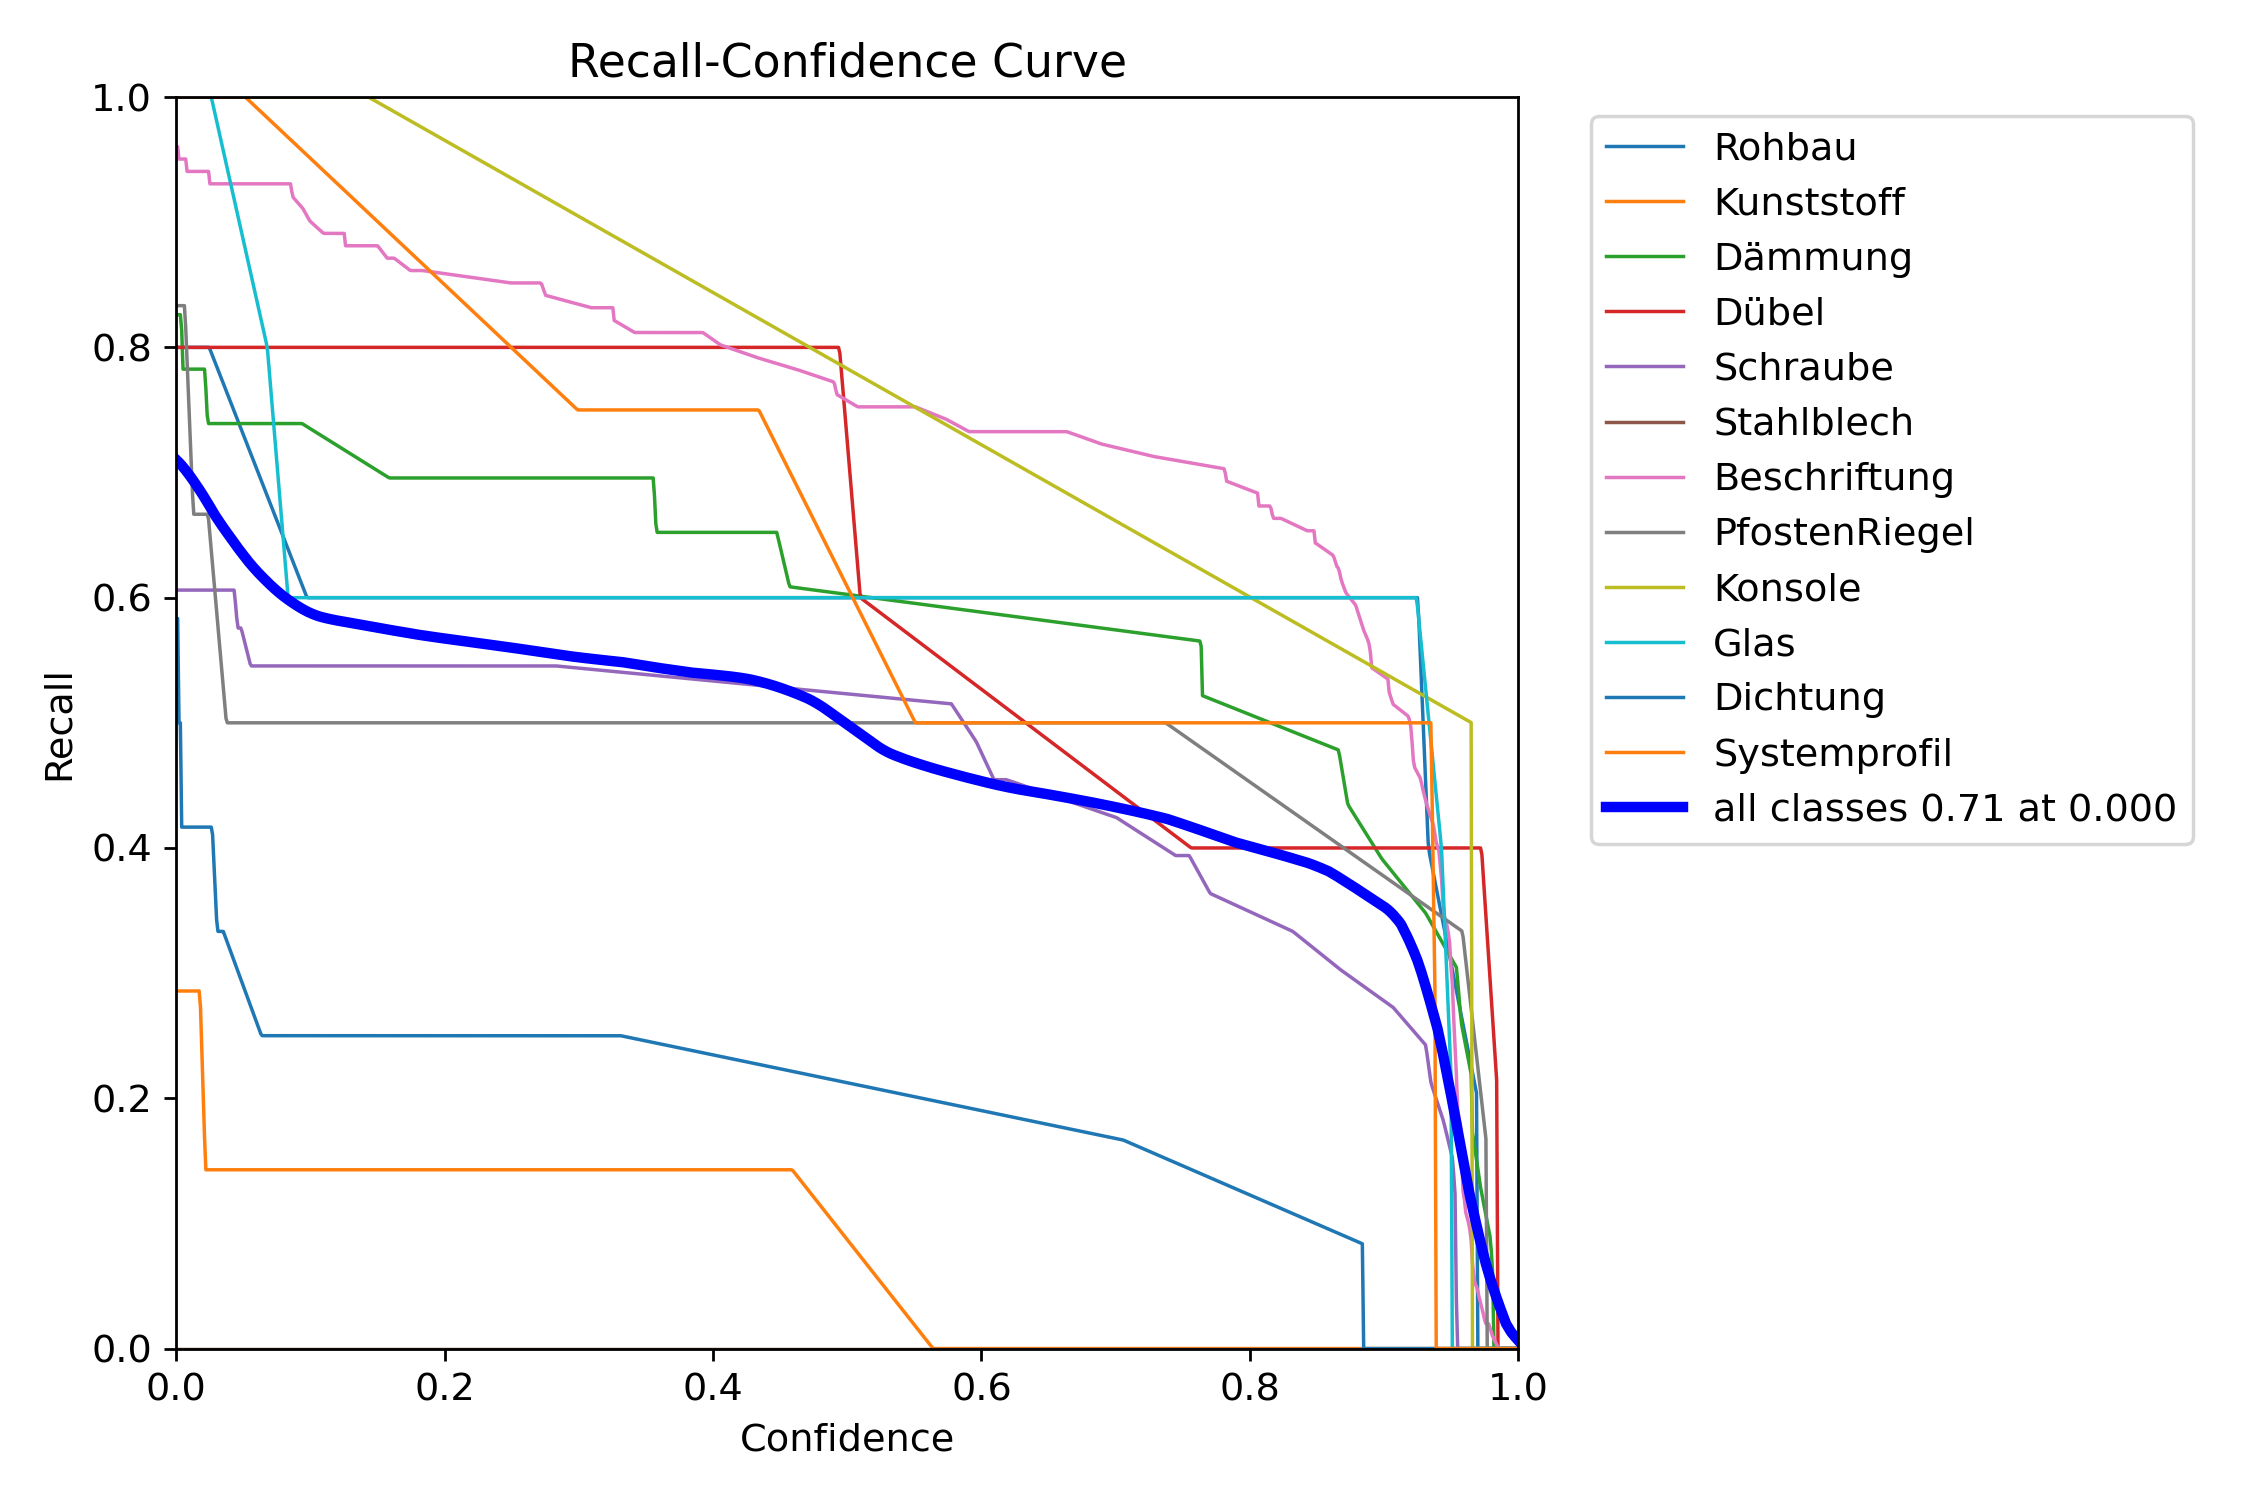 Recall-Confidence Curve
1.0
0.8
0.6
0.4
0.2
0.0
Recall
0.0 0.2 0.4 0.6 0.8 1.0
Confidence
Rohbau
Kunststoff
Dämmung
Dübel
Schraube
Stahlblech
Beschriftung
PfostenRiegel
Konsole
Glas
Dichtung
Systemprofil
all classes 0.71 at 0.000